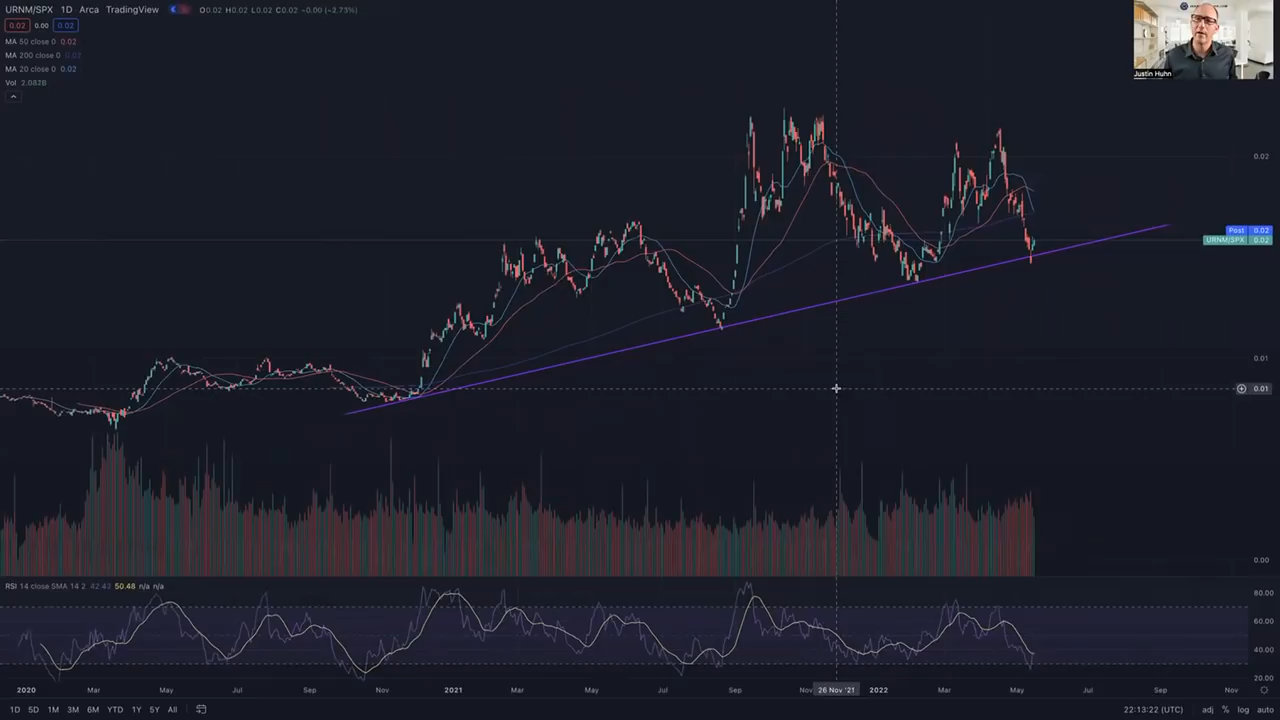 URNM/SPX 1D Arca TradingView O0.02 H0.02 L0.02 C0.02 −0.00 (−2.73%)
0.02 0.00 0.02
MA 50 close 0 0.02
MA 200 close 0 0.02
MA 20 close 0 0.02
Vol 2.082B
Justin Huhn
0.02
Post 0.02
URNM/SPX 0.02
0.01
0.01
0.00
RSI 14 close SMA 14 2 42.43 50.48 n/a n/a
80.00
60.00
40.00
20.00
2020 Mar May Jul Sep Nov 2021 Mar May Jul Sep Nov 26 Nov '21 2022 Mar May Jul Sep Nov
1D 5D 1M 3M 6M YTD 1Y 5Y All 22:13:22 (UTC) adj % log auto